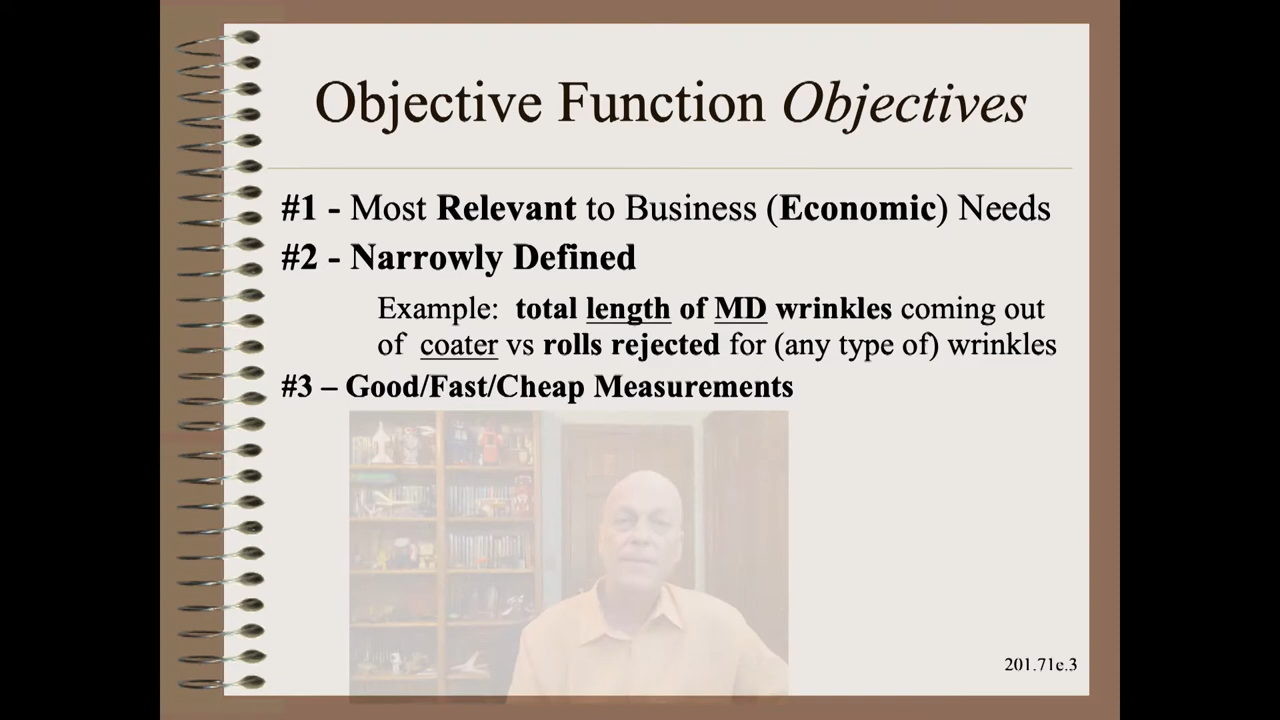 Objective Function Objectives
#1 - Most Relevant to Business (Economic) Needs
#2 - Narrowly Defined
Example: total length of MD wrinkles coming out
of coater vs rolls rejected for (any type of) wrinkles
#3 – Good/Fast/Cheap Measurements
201.71c.3